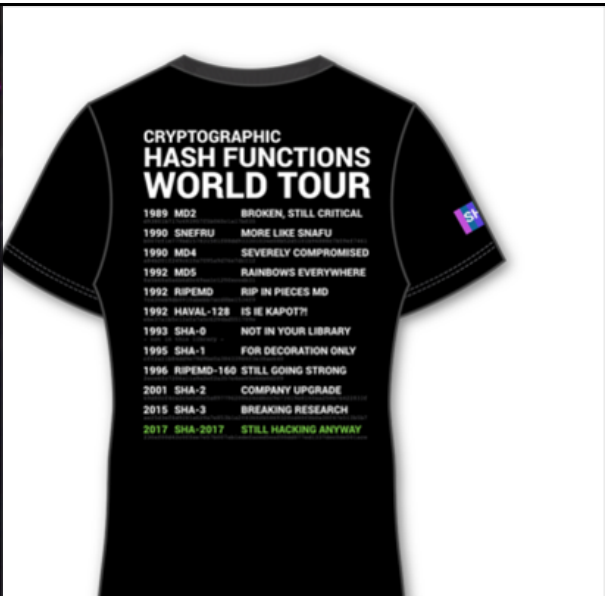 CRYPTOGRAPHIC
HASH FUNCTIONS
WORLD TOUR
1989 MD2 BROKEN, STILL CRITICAL
1990 SNEFRU MORE LIKE SNAFU
1990 MD4 SEVERELY COMPROMISED
1992 MD5 RAINBOWS EVERYWHERE
1992 RIPEMD RIP IN PIECES MD
1992 HAVAL-128 IS IE KAPOT?!
1993 SHA-0 NOT IN YOUR LIBRARY
1995 SHA-1 FOR DECORATION ONLY
1996 RIPEMD-160 STILL GOING STRONG
2001 SHA-2 COMPANY UPGRADE
2015 SHA-3 BREAKING RESEARCH
2017 SHA-2017 STILL HACKING ANYWAY